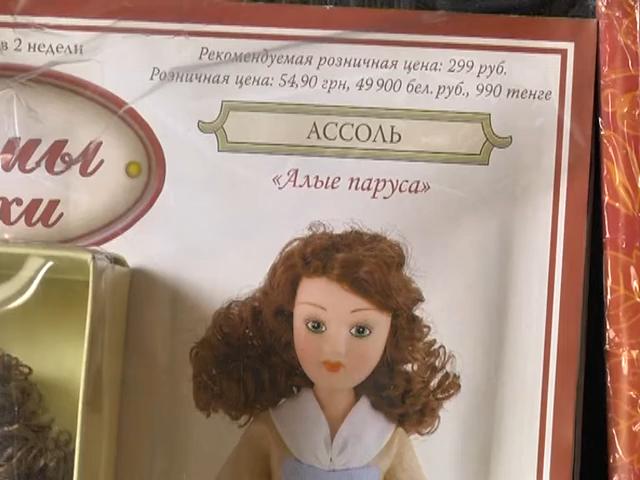 в 2 недели
Рекомендуемая розничная цена: 299 руб.
Розничная цена: 54,90 грн, 49 900 бел. руб., 990 тенге
АССОЛЬ
«Алые паруса»